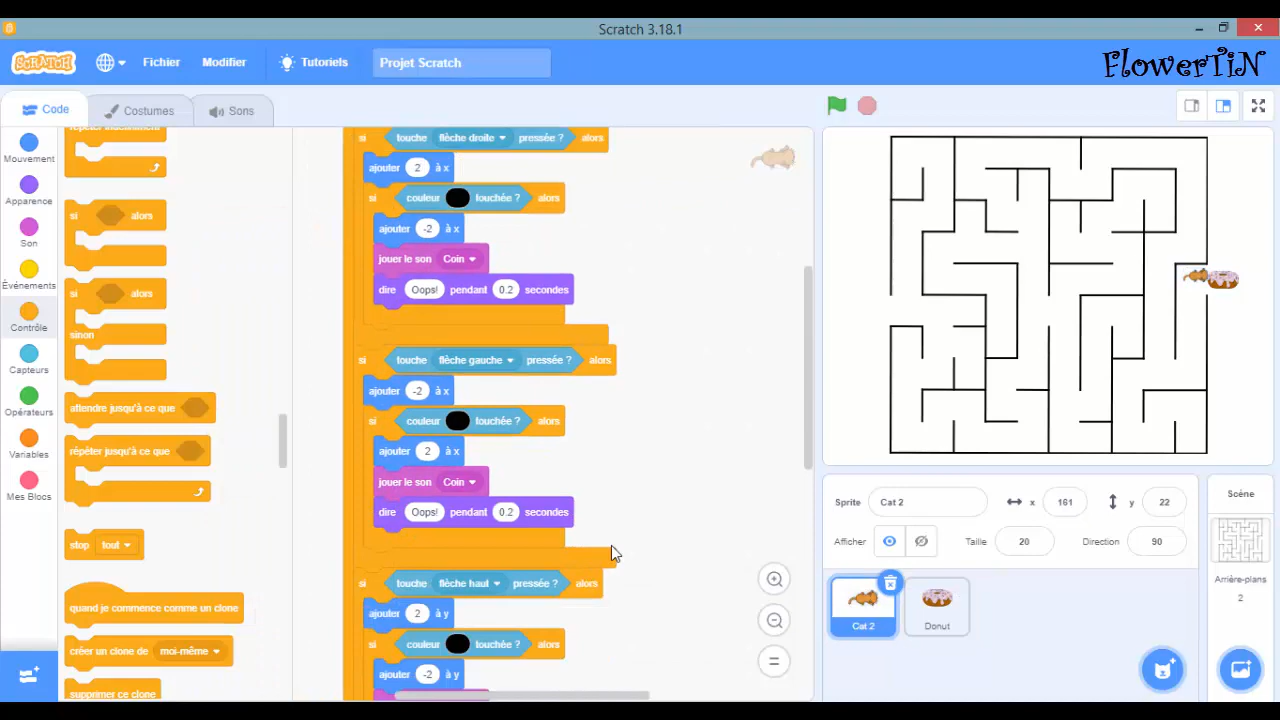 Scratch 3.18.1
SCRATCH Fichier Modifier Tutoriels Projet Scratch FlowerTiN
Code Costumes Sons
Mouvement
Apparence
Son
Événements
Contrôle
Capteurs
Opérateurs
Variables
Mes Blocs
répéter indéfiniment
si alors
si alors
sinon
attendre jusqu'à ce que
répéter jusqu'à ce que
stop tout
quand je commence comme un clone
créer un clone de moi-même
supprimer ce clone
si touche flèche droite pressée ? alors
ajouter 2 à x
si couleur touchée ? alors
ajouter -2 à x
jouer le son Coin
dire Oops! pendant 0.2 secondes
si touche flèche gauche pressée ? alors
ajouter -2 à x
si couleur touchée ? alors
ajouter 2 à x
jouer le son Coin
dire Oops! pendant 0.2 secondes
si touche flèche haut pressée ? alors
ajouter 2 à y
si couleur touchée ? alors
ajouter -2 à y
Sprite Cat 2 x 161 y 22
Afficher Taille 20 Direction 90
Cat 2
Donut
Scène
Arrière-plans
2